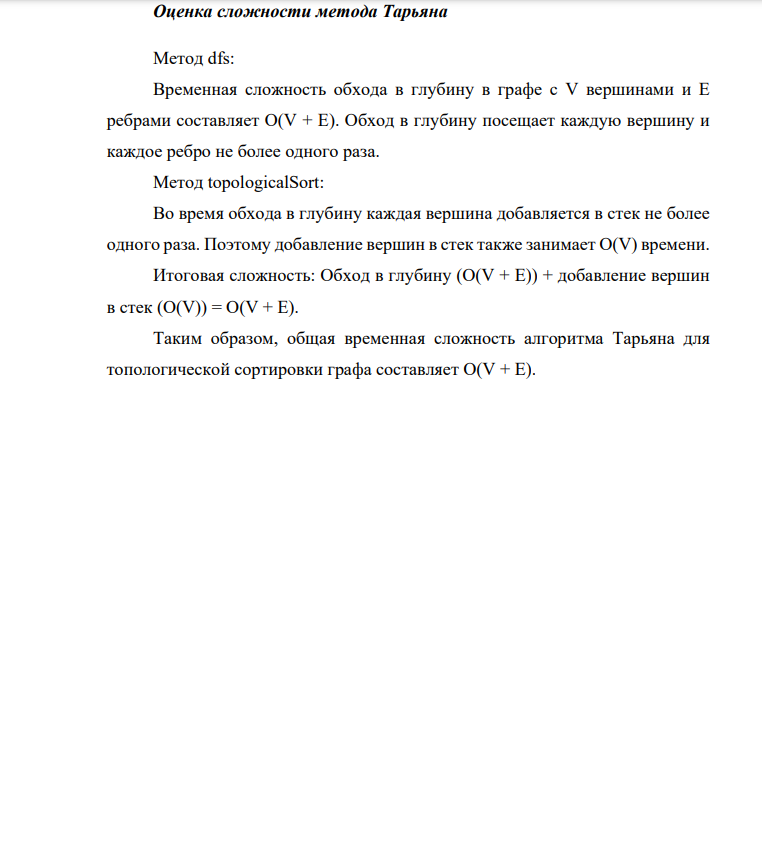 Оценка сложности метода Тарьяна
Метод dfs:
Временная сложность обхода в глубину в графе с V вершинами и E
ребрами составляет O(V + E). Обход в глубину посещает каждую вершину и
каждое ребро не более одного раза.
Метод topologicalSort:
Во время обхода в глубину каждая вершина добавляется в стек не более
одного раза. Поэтому добавление вершин в стек также занимает O(V) времени.
Итоговая сложность: Обход в глубину (O(V + E)) + добавление вершин
в стек (O(V)) = O(V + E).
Таким образом, общая временная сложность алгоритма Тарьяна для
топологической сортировки графа составляет O(V + E).